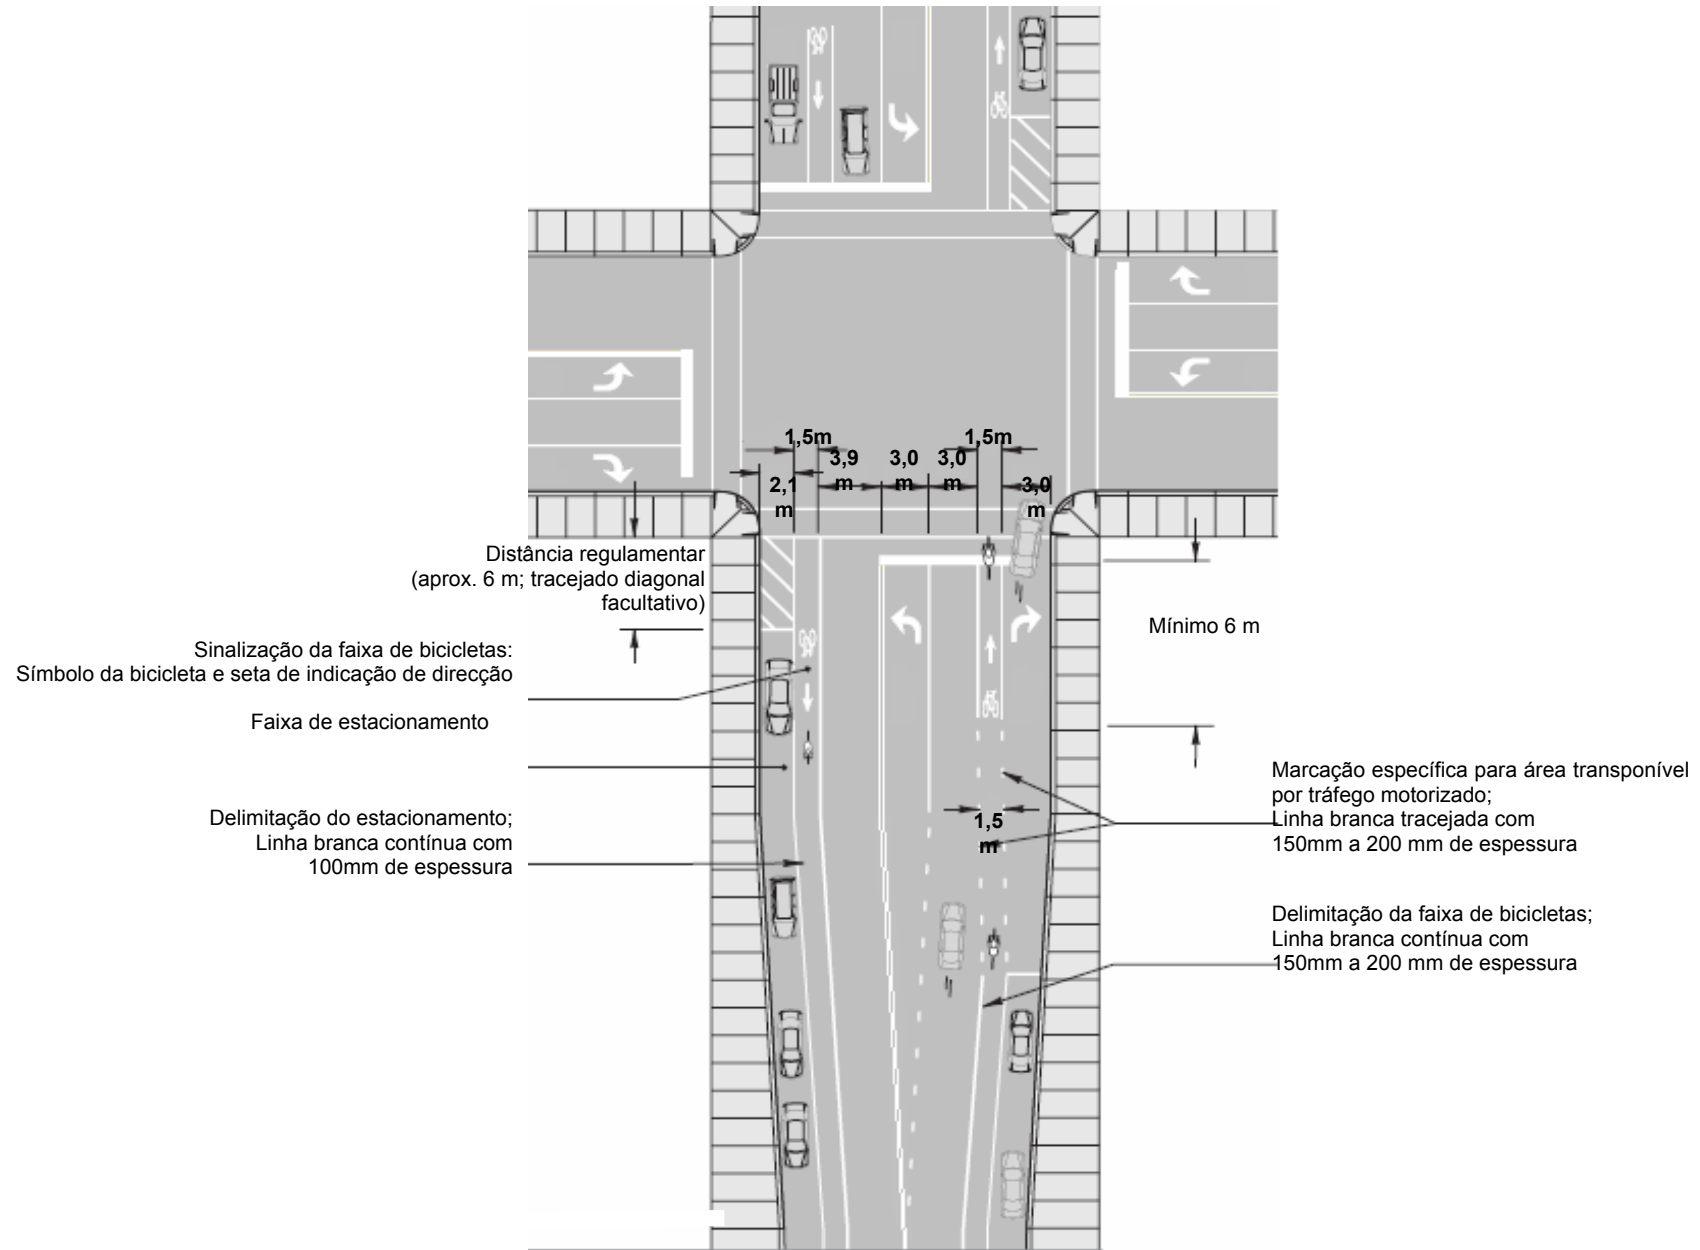 1,5m
1,5m
3,9
m
3,0
m
3,0
m
2,1
m
3,0
m
Distância regulamentar
(aprox. 6 m; tracejado diagonal
facultativo)
Mínimo 6 m
Sinalização da faixa de bicicletas:
Símbolo da bicicleta e seta de indicação de direcção
Faixa de estacionamento
Marcação específica para área transponível
por tráfego motorizado;
Linha branca tracejada com
150mm a 200 mm de espessura
1,5
m
Delimitação do estacionamento;
Linha branca contínua com
100mm de espessura
Delimitação da faixa de bicicletas;
Linha branca contínua com
150mm a 200 mm de espessura